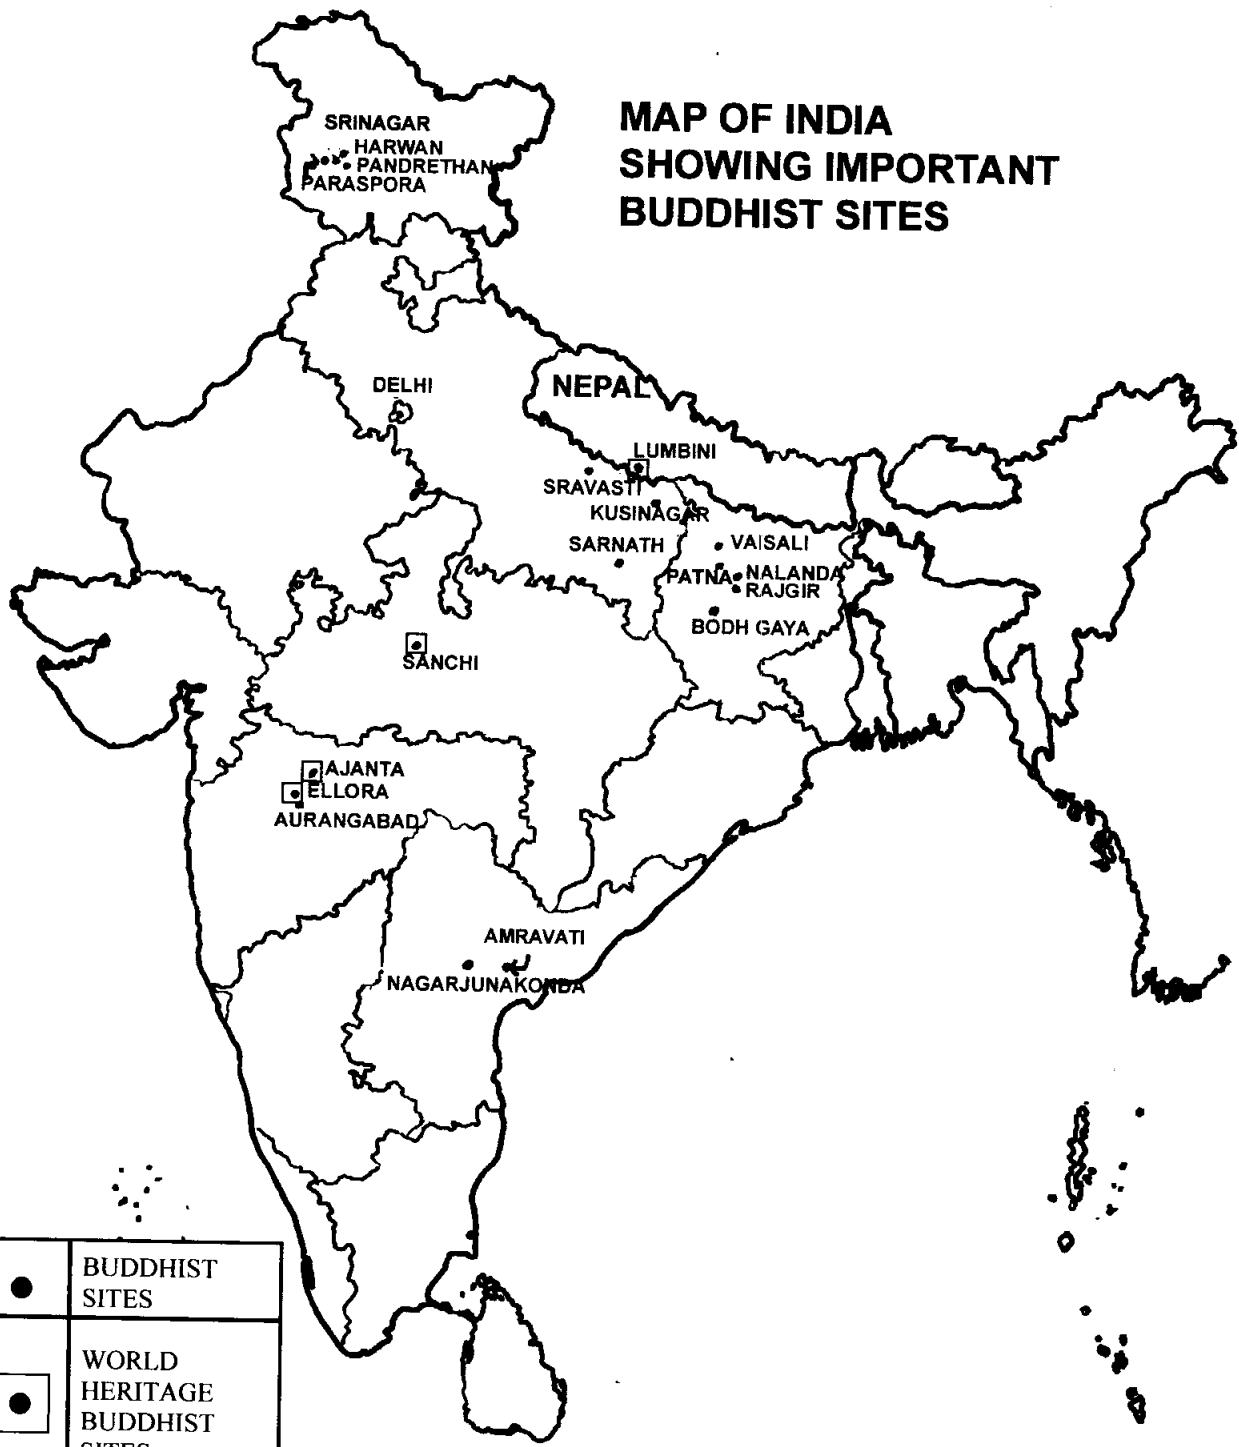 MAP OF INDIA
SHOWING IMPORTANT
BUDDHIST SITES
SRINAGAR
HARWAN
PANDRETHAN
PARASPORA
DELHI
NEPAL
LUMBINI
SRAVASTI
KUSINAGAR
SARNATH
VAISALI
PATNA
NALANDA
RAJGIR
BODH GAYA
SANCHI
AJANTA
ELLORA
AURANGABAD
AMRAVATI
NAGARJUNAKONDA
BUDDHIST
SITES
WORLD
HERITAGE
BUDDHIST
SITES